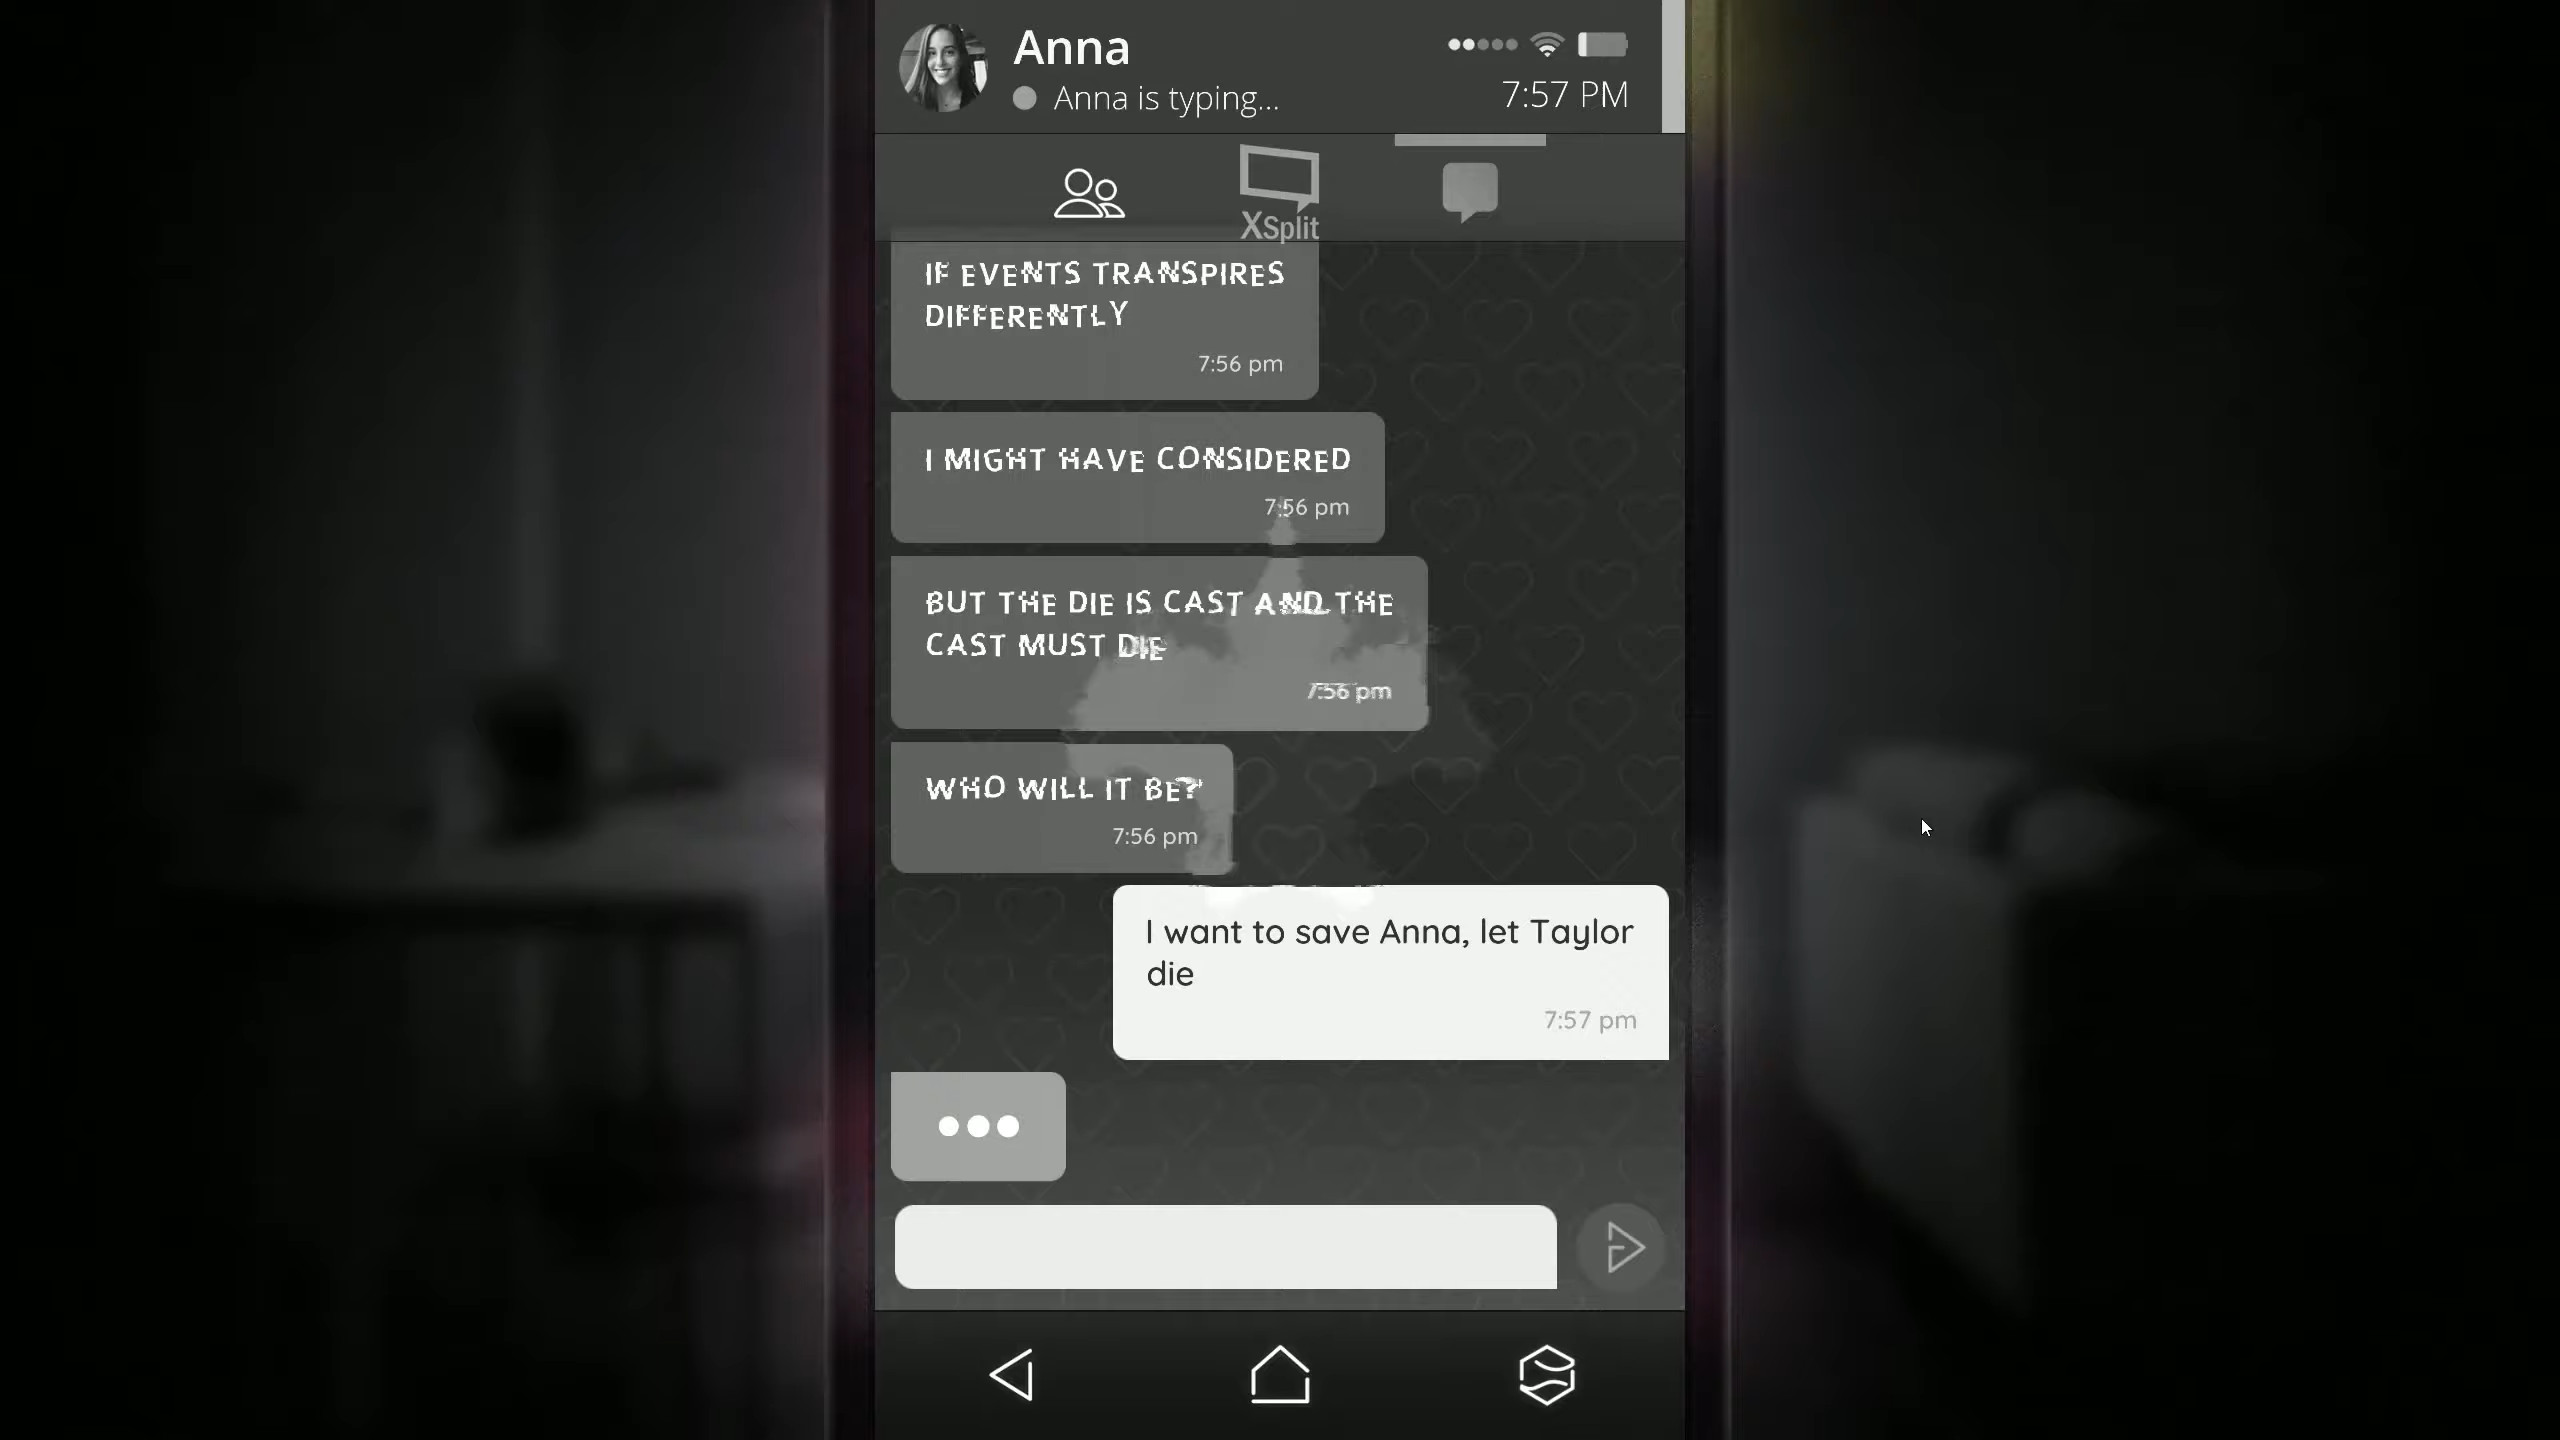 Anna
Anna is typing...
7:57 PM
XSplit
IF EVENTS TRANSPIRES
DIFFERENTLY
7:56 pm
I MIGHT HAVE CONSIDERED
7:56 pm
BUT THE DIE IS CAST AND THE
CAST MUST DIE
7:56 pm
WHO WILL IT BE?
7:56 pm
I want to save Anna, let Taylor
die
7:57 pm